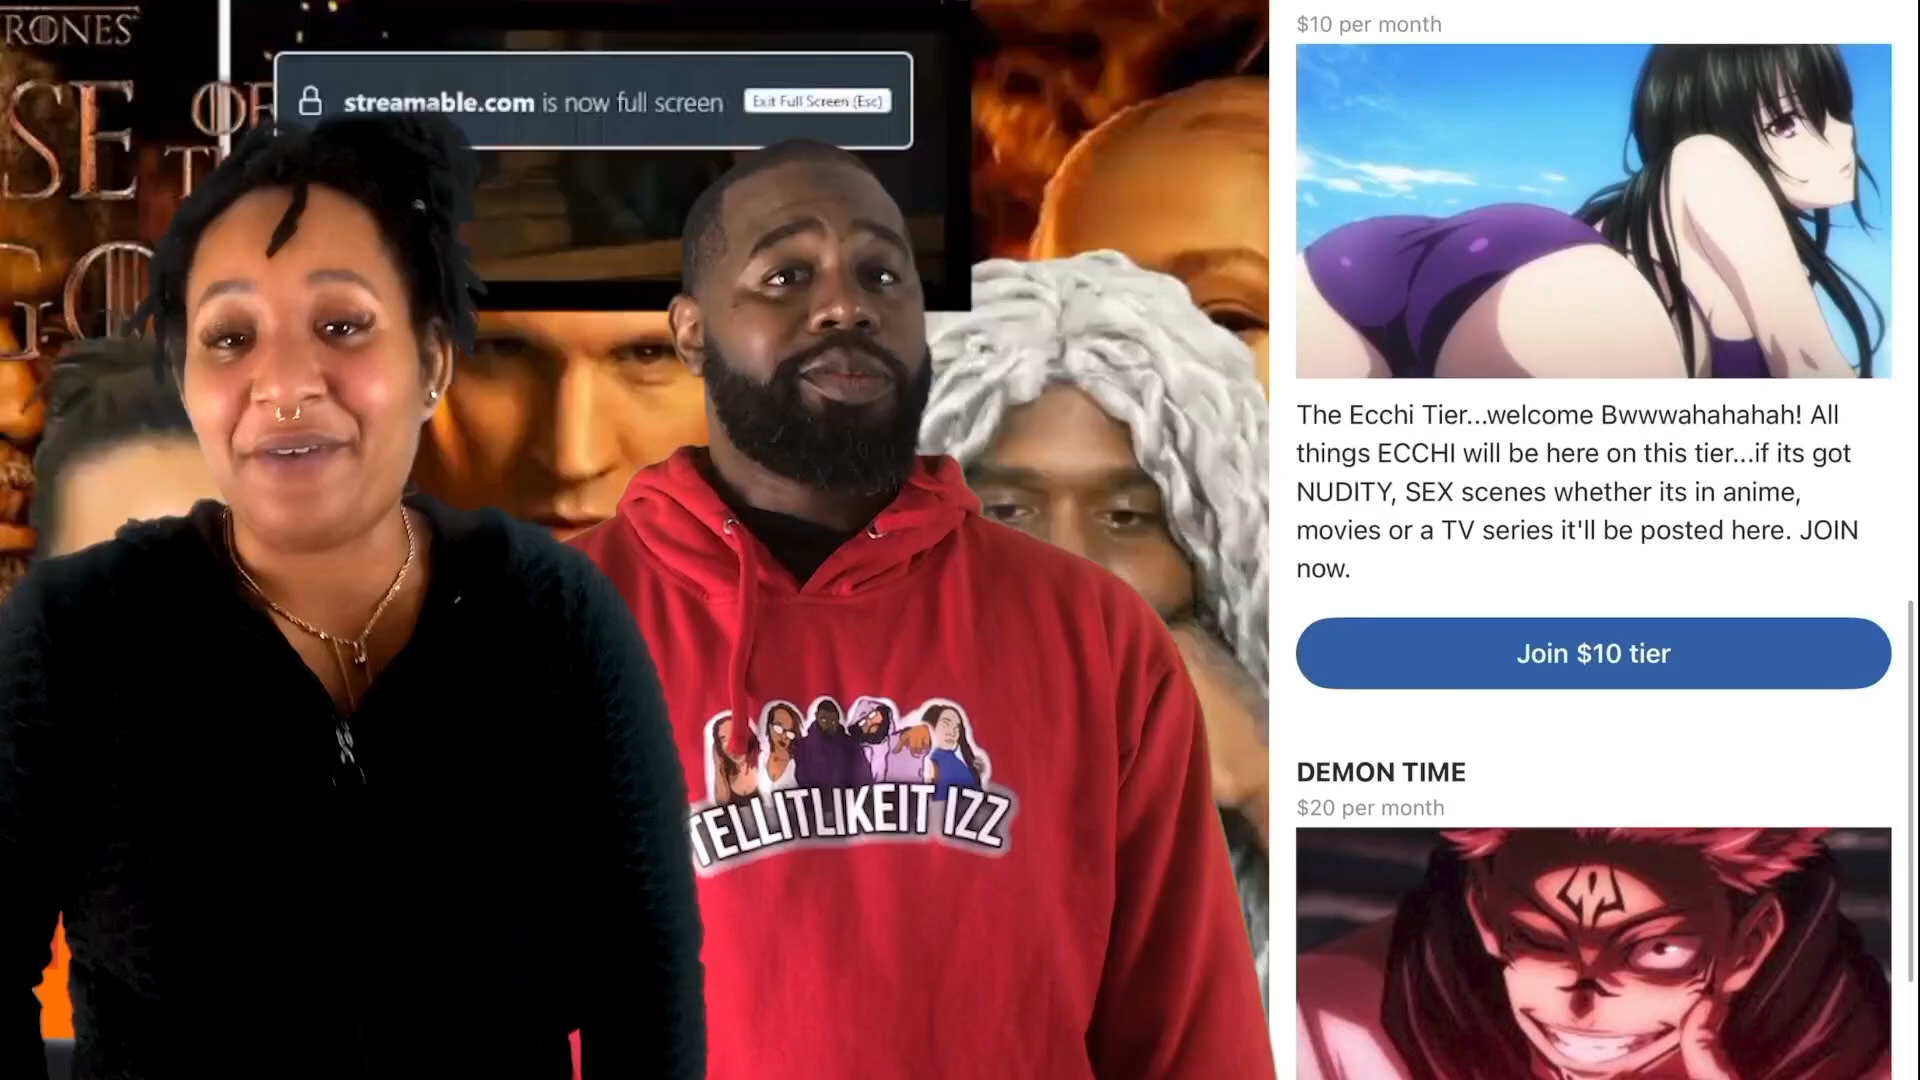 RONES
SE OF
TH
streamable.com is now full screen Exit Full Screen (Esc)
TELLITLIKEIT IZZ
$10 per month
The Ecchi Tier...welcome Bwwwahahahah! All
things ECCHI will be here on this tier...if its got
NUDITY, SEX scenes whether its in anime,
movies or a TV series it'll be posted here. JOIN
now.
Join $10 tier
DEMON TIME
$20 per month